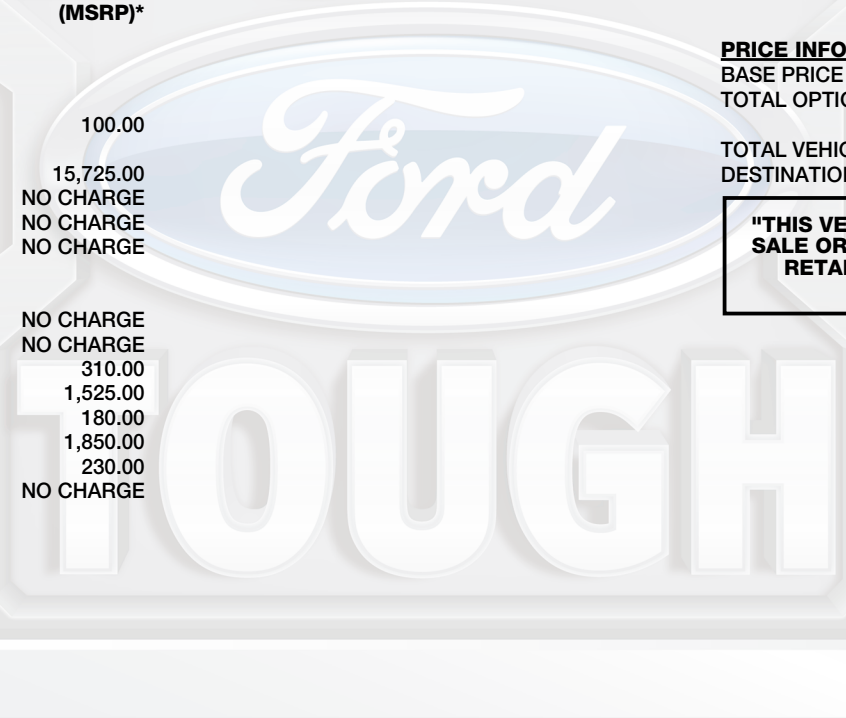 (MSRP)*
100.00
15,725.00
NO CHARGE
NO CHARGE
NO CHARGE
NO CHARGE
NO CHARGE
310.00
1,525.00
180.00
1,850.00
230.00
NO CHARGE
PRICE INFO
BASE PRICE
TOTAL OPTIO
TOTAL VEHIC
DESTINATION
"THIS VE
SALE OR
RETAI
Ford
TOUGH